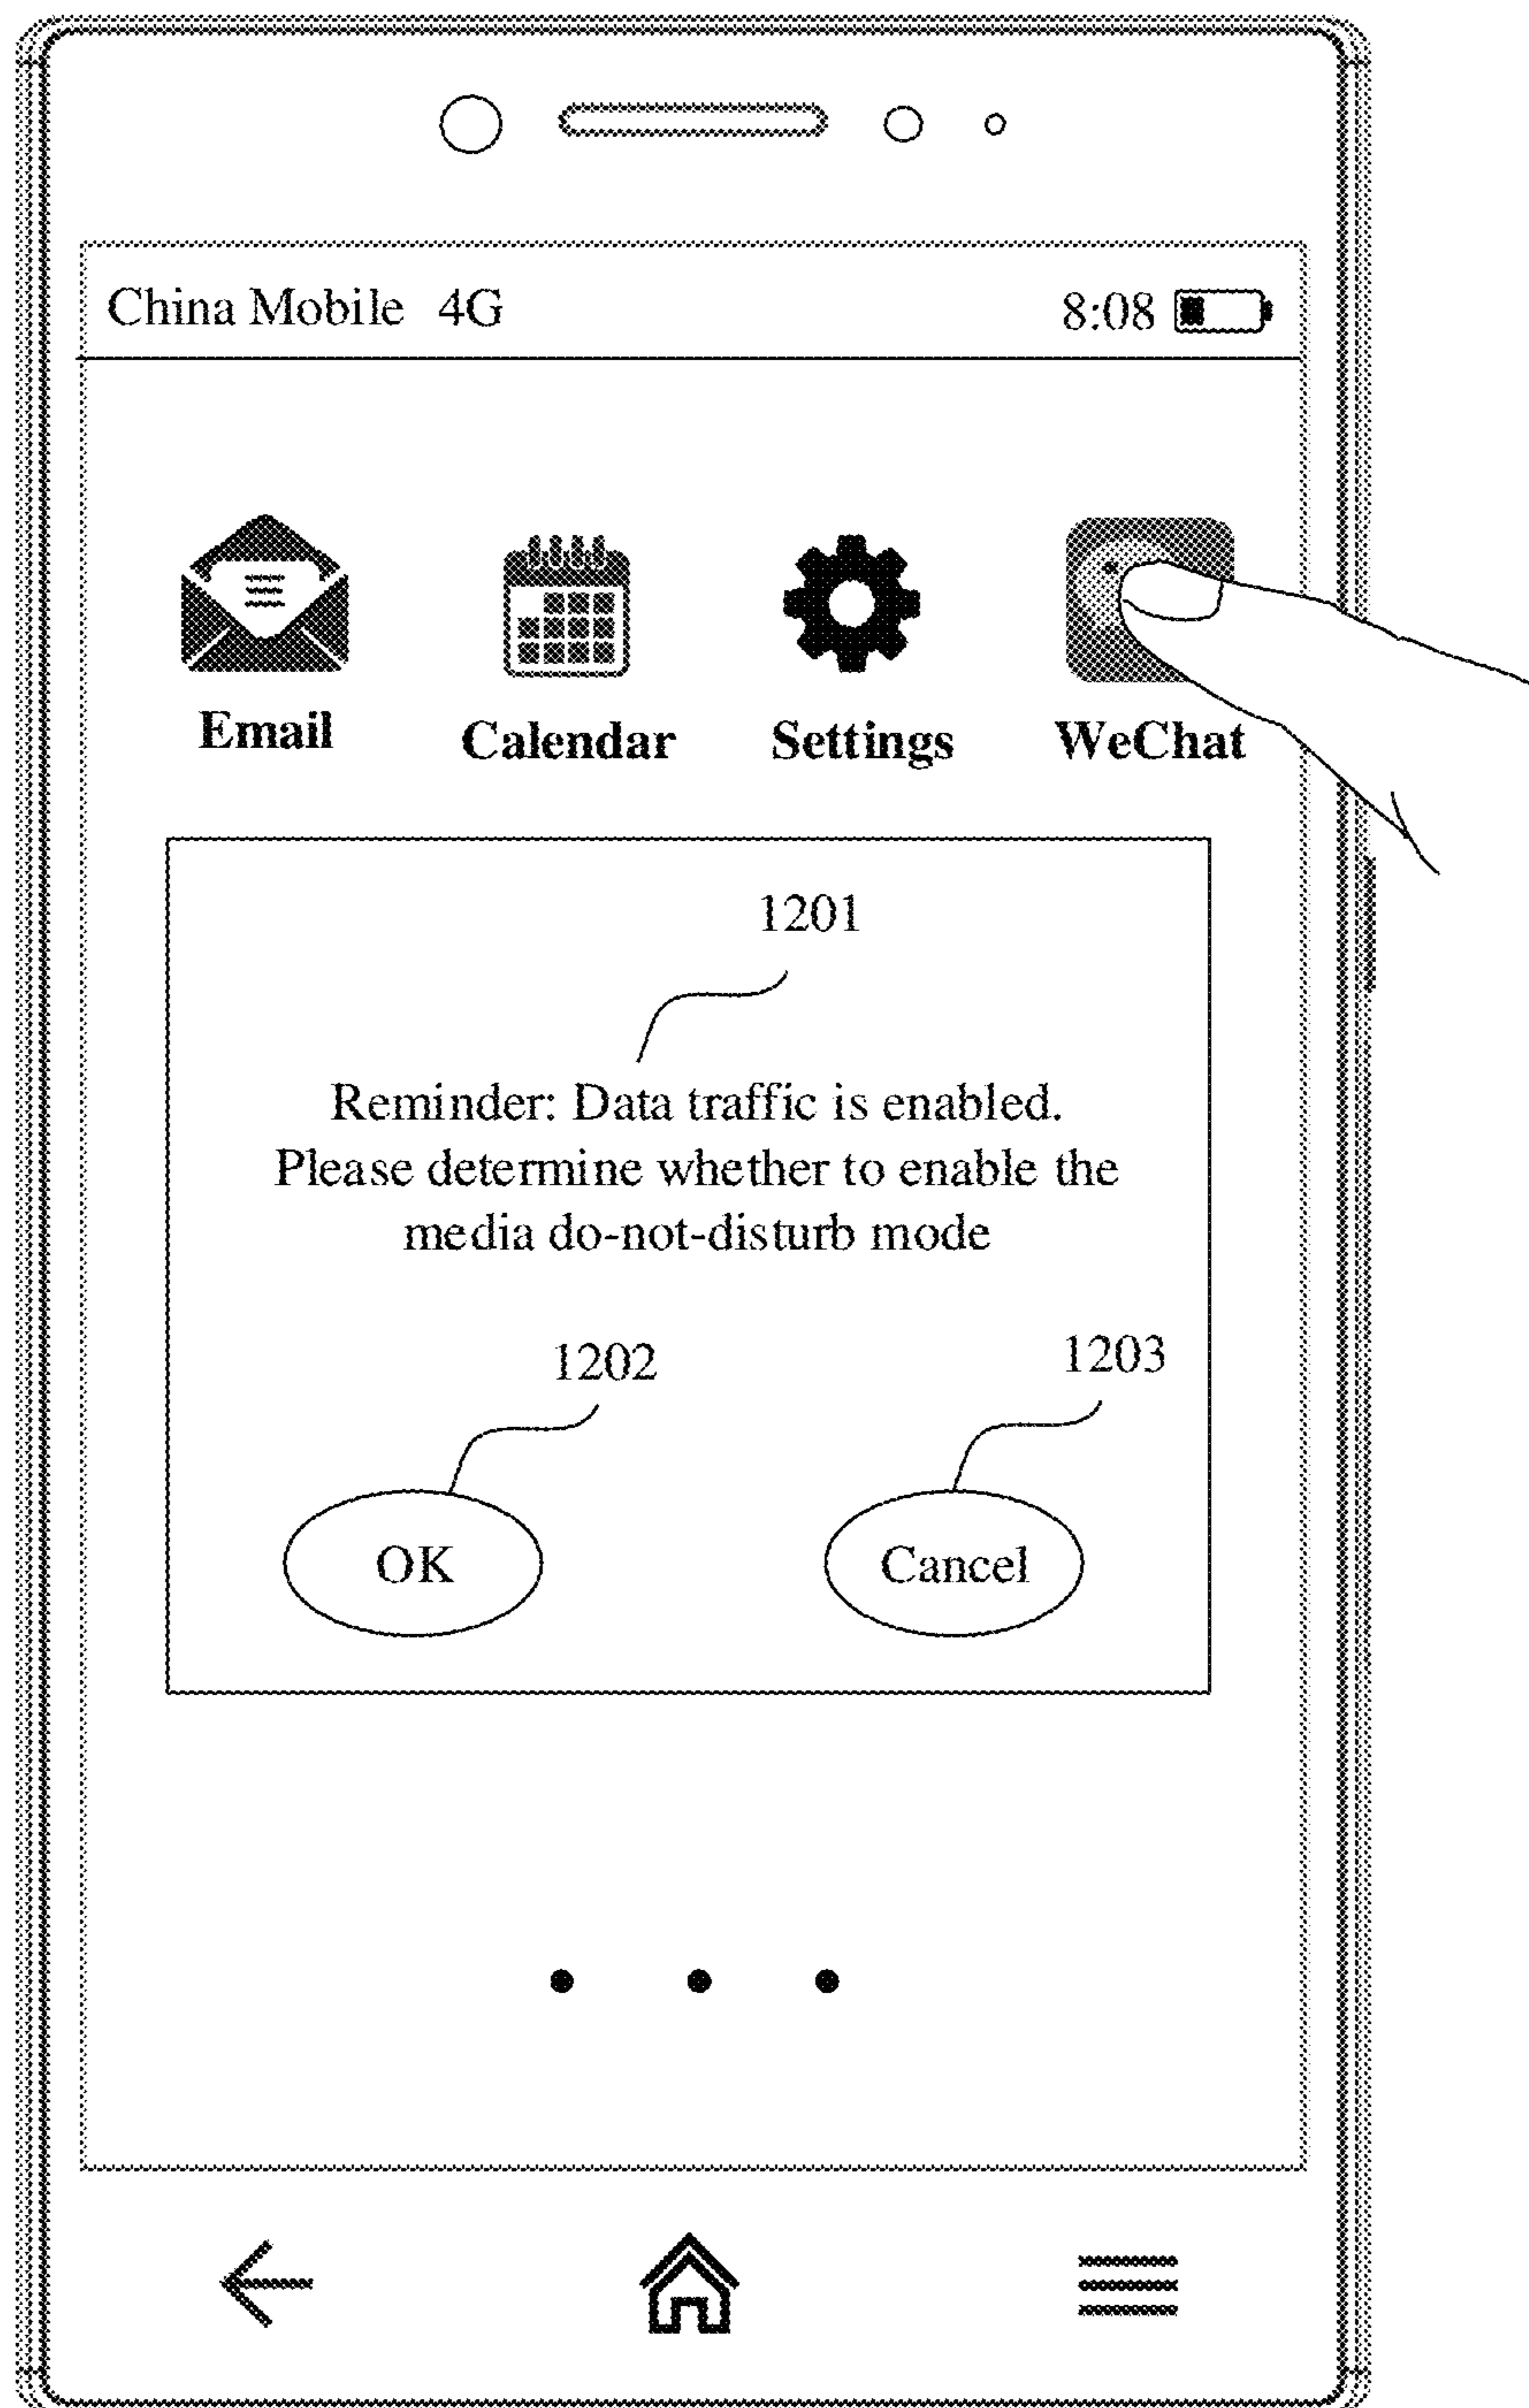 China Mobile 4G 8:08
Email Calendar Settings WeChat
1201
Reminder: Data traffic is enabled.
Please determine whether to enable the
media do-not-disturb mode
1202 1203
OK Cancel